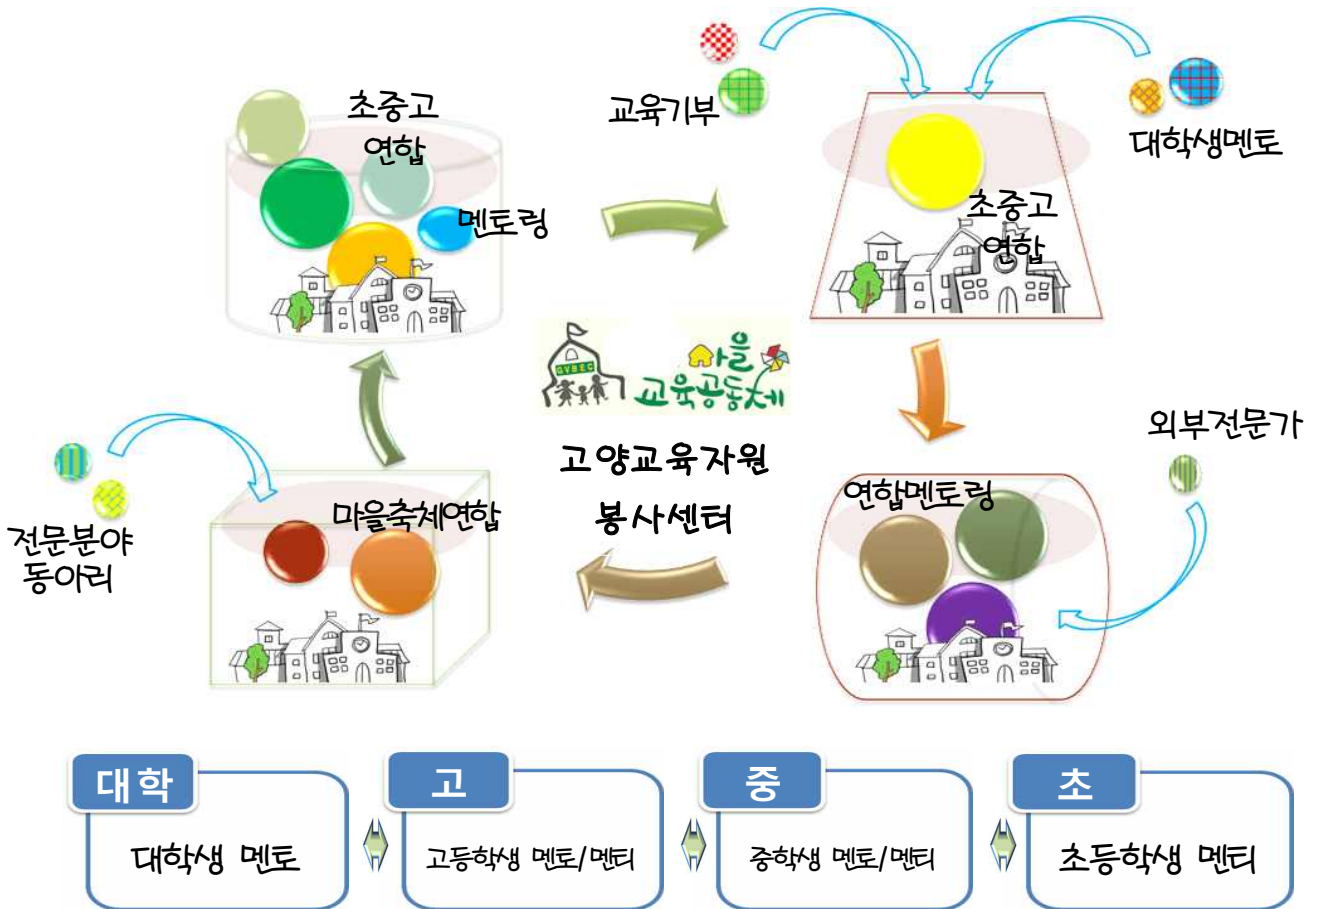 초중고
연합
멘토링
교육기부
대학생멘토
초중고
연합
GVBEC
마을
교육공동체
고양교육자원
봉사센터
외부전문가
연합멘토링
마을축체연합
전문분야
동아리
대학
대학생 멘토
고
고등학생 멘토/멘티
중
중학생 멘토/멘티
초
초등학생 멘티